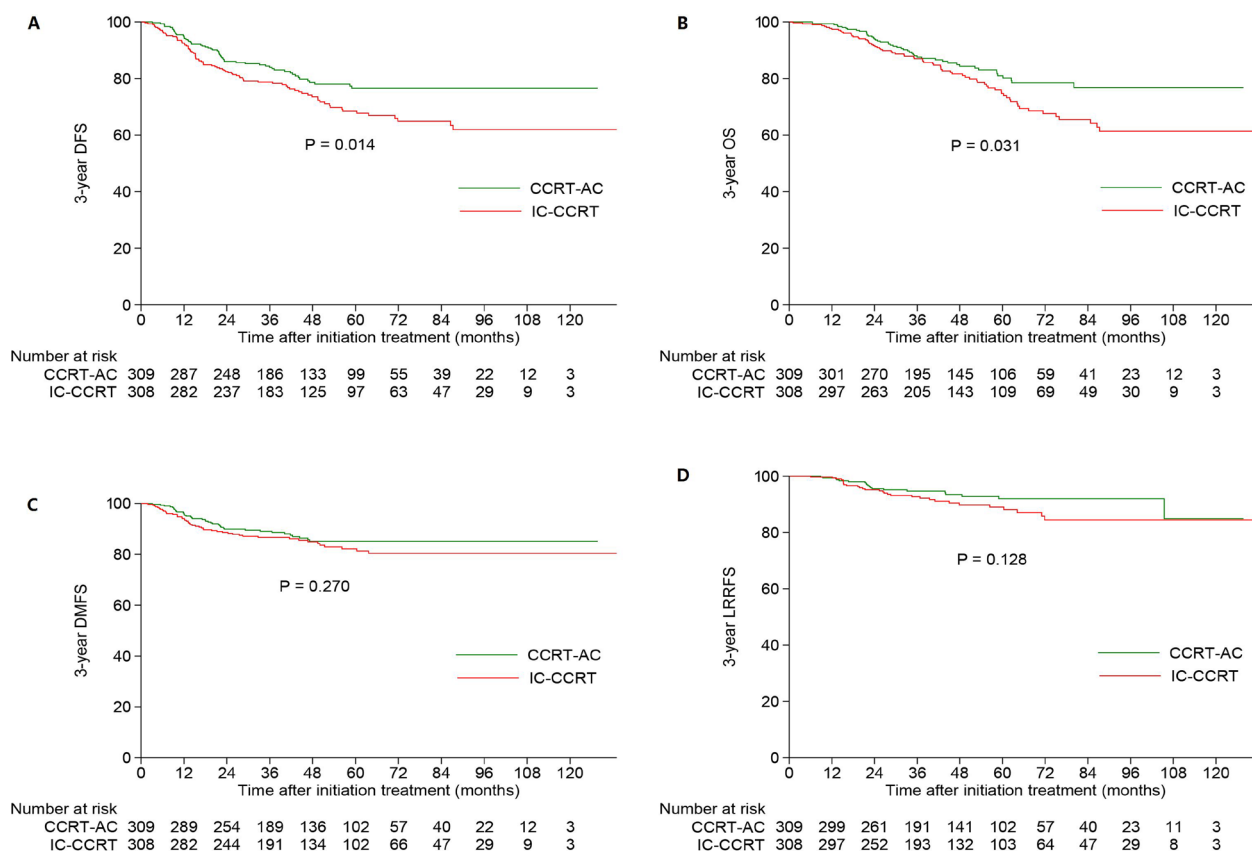 A
3-year DFS
100
80
60
40
20
0
P = 0.014
CCRT-AC
IC-CCRT
0 12 24 36 48 60 72 84 96 108 120
Time after initiation treatment (months)
Number at risk
CCRT-AC 309 287 248 186 133 99 55 39 22 12 3
IC-CCRT 308 282 237 183 125 97 63 47 29 9 3
B
3-year OS
100
80
60
40
20
0
P = 0.031
CCRT-AC
IC-CCRT
0 12 24 36 48 60 72 84 96 108 120
Time after initiation treatment (months)
Number at risk
CCRT-AC 309 301 270 195 145 106 59 41 23 12 3
IC-CCRT 308 297 263 205 143 109 69 49 30 9 3
C
3-year DMFS
100
80
60
40
20
0
P = 0.270
CCRT-AC
IC-CCRT
0 12 24 36 48 60 72 84 96 108 120
Time after initiation treatment (months)
Number at risk
CCRT-AC 309 289 254 189 136 102 57 40 22 12 3
IC-CCRT 308 282 244 191 134 102 66 47 29 9 3
D
3-year LRRFS
100
80
60
40
20
0
P = 0.128
CCRT-AC
IC-CCRT
0 12 24 36 48 60 72 84 96 108 120
Time after initiation treatment (months)
Number at risk
CCRT-AC 309 299 261 191 141 102 57 40 23 11 3
IC-CCRT 308 297 252 193 132 103 64 47 29 8 3